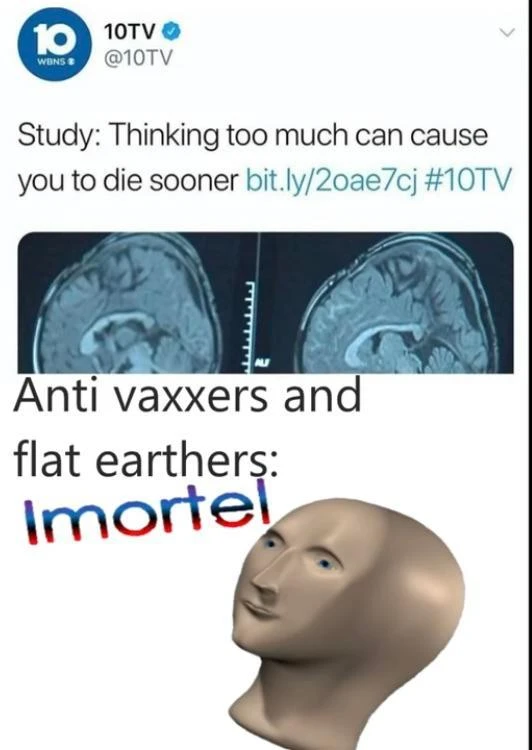 10
WBNS
10TV
@10TV
Study: Thinking too much can cause
you to die sooner bit.ly/2oae7cj #10TV
Anti vaxxers and
flat earthers:
Imortel